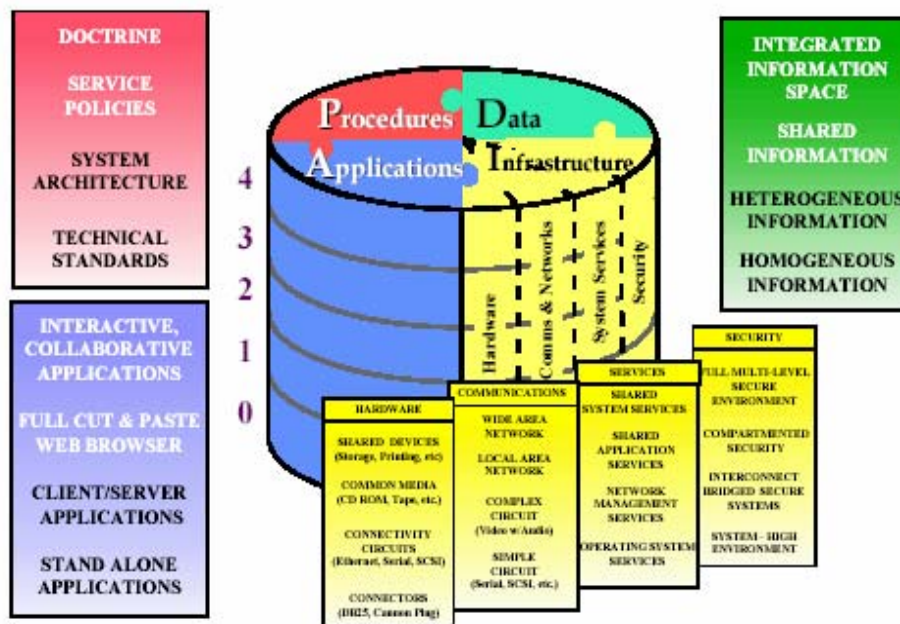 DOCTRINE
SERVICE
POLICIES
SYSTEM
ARCHITECTURE
TECHNICAL
STANDARDS
INTERACTIVE,
COLLABORATIVE
APPLICATIONS
FULL CUT & PASTE
WEB BROWSER
CLIENT/SERVER
APPLICATIONS
STAND ALONE
APPLICATIONS
Procedures
Data
Applications
Infrastructure
4
3
2
1
0
Hardware
Comms & Networks
System Services
Security
INTEGRATED
INFORMATION
SPACE
SHARED
INFORMATION
HETEROGENEOUS
INFORMATION
HOMOGENEOUS
INFORMATION
HARDWARE
SHARED DEVICES
(Storage, Printing, etc)
COMMON MEDIA
(CD ROM, Tape, etc.)
CONNECTIVITY
CIRCUITS
(Ethernet, Serial, SCSI)
CONNECTORS
(DB25, Cannon Plug)
COMMUNICATIONS
WIDE AREA
NETWORK
LOCAL AREA
NETWORK
COMPLEX
CIRCUIT
(Video w/Audio)
SIMPLE
CIRCUIT
(Serial, SCSI, etc.)
SERVICES
SHARED
SYSTEM SERVICES
SHARED
APPLICATION
SERVICES
NETWORK
MANAGEMENT
SERVICES
OPERATING SYSTEM
SERVICES
SECURITY
FULL MULTI-LEVEL
SECURE
ENVIRONMENT
COMPARTMENTED
SECURITY
INTERCONNECT
BRIDGED SECURE
SYSTEMS
SYSTEM - HIGH
ENVIRONMENT